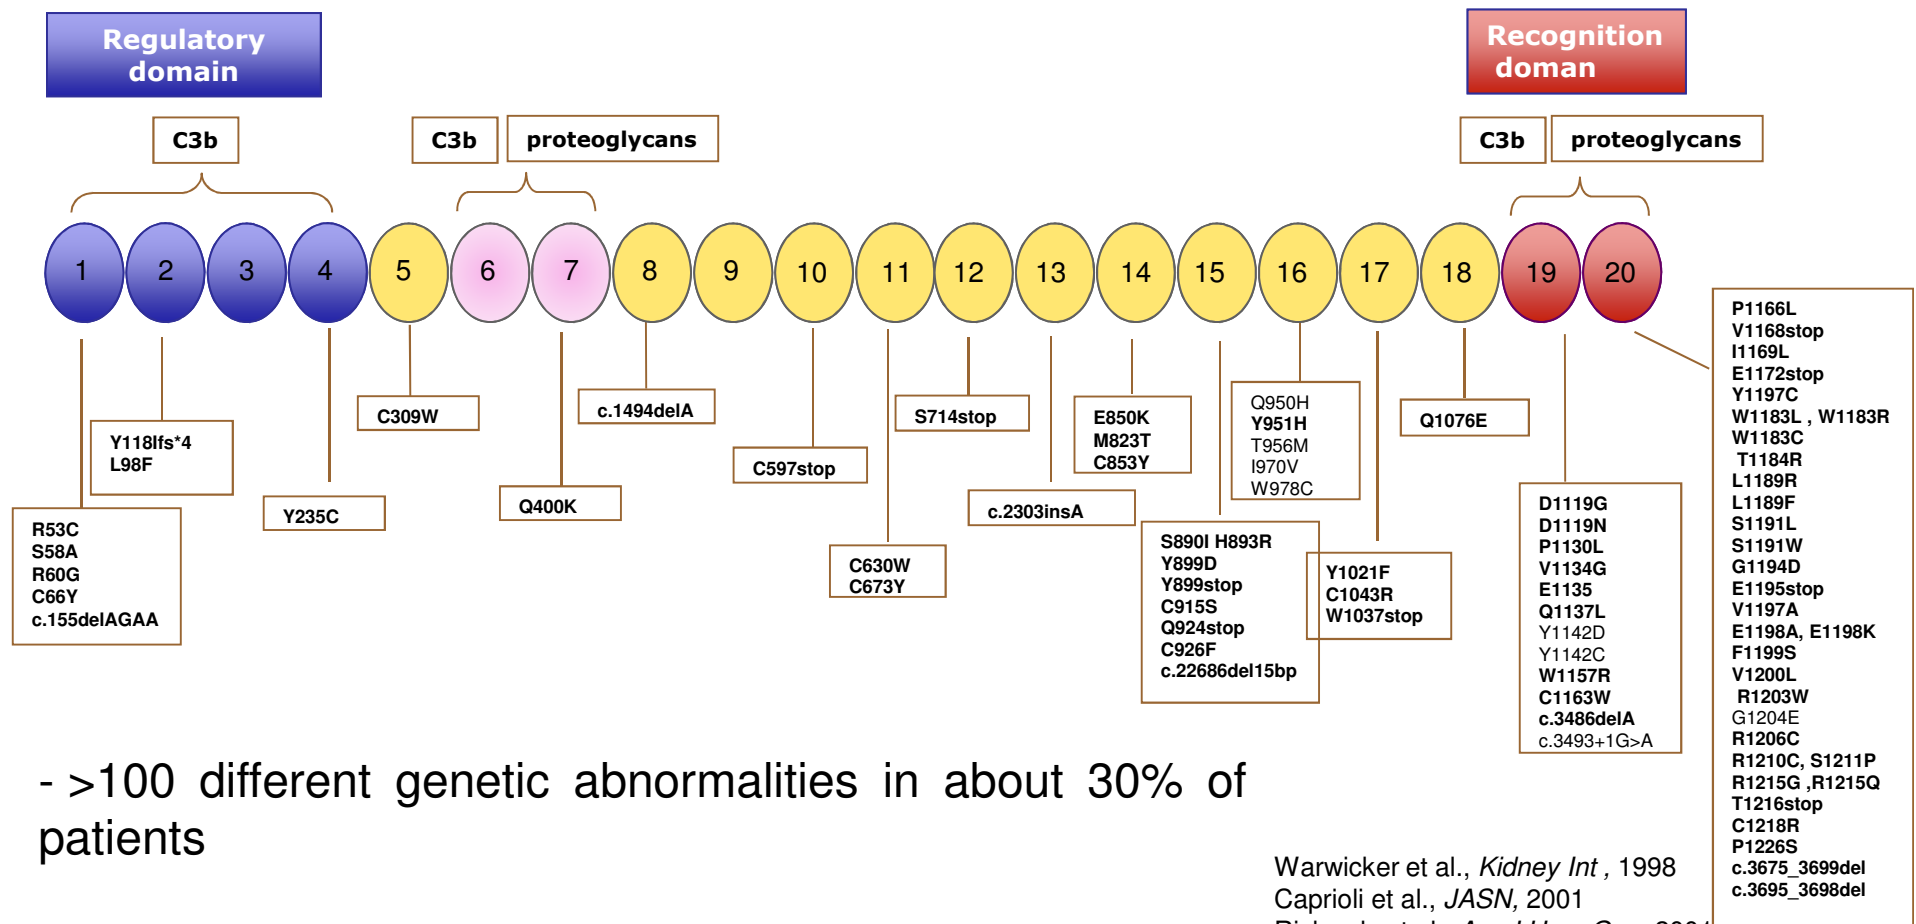 Regulatory
domain
Recognition
doman
C3b
C3b
proteoglycans
C3b
proteoglycans
1
2
3
4
5
6
7
8
9
10
11
12
13
14
15
16
17
18
19
20
R53C
S58A
R60G
C66Y
c.155delAGAA
Y118Ifs*4
L98F
Y235C
C309W
Q400K
c.1494delA
C597stop
C630W
C673Y
S714stop
c.2303insA
E850K
M823T
C853Y
S890I H893R
Y899D
Y899stop
C915S
Q924stop
C926F
c.22686del15bp
Q950H
Y951H
T956M
I970V
W978C
Y1021F
C1043R
W1037stop
Q1076E
D1119G
D1119N
P1130L
V1134G
E1135
Q1137L
Y1142D
Y1142C
W1157R
C1163W
c.3486delA
c.3493+1G>A
P1166L
V1168stop
I1169L
E1172stop
Y1197C
W1183L , W1183R
W1183C
T1184R
L1189R
L1189F
S1191L
S1191W
G1194D
E1195stop
V1197A
E1198A, E1198K
F1199S
V1200L
R1203W
G1204E
R1206C
R1210C, S1211P
R1215G ,R1215Q
T1216stop
C1218R
P1226S
c.3675_3699del
c.3695_3698del
- >100 different genetic abnormalities in about 30% of
patients
Warwicker et al., Kidney Int , 1998
Caprioli et al., JASN, 2001